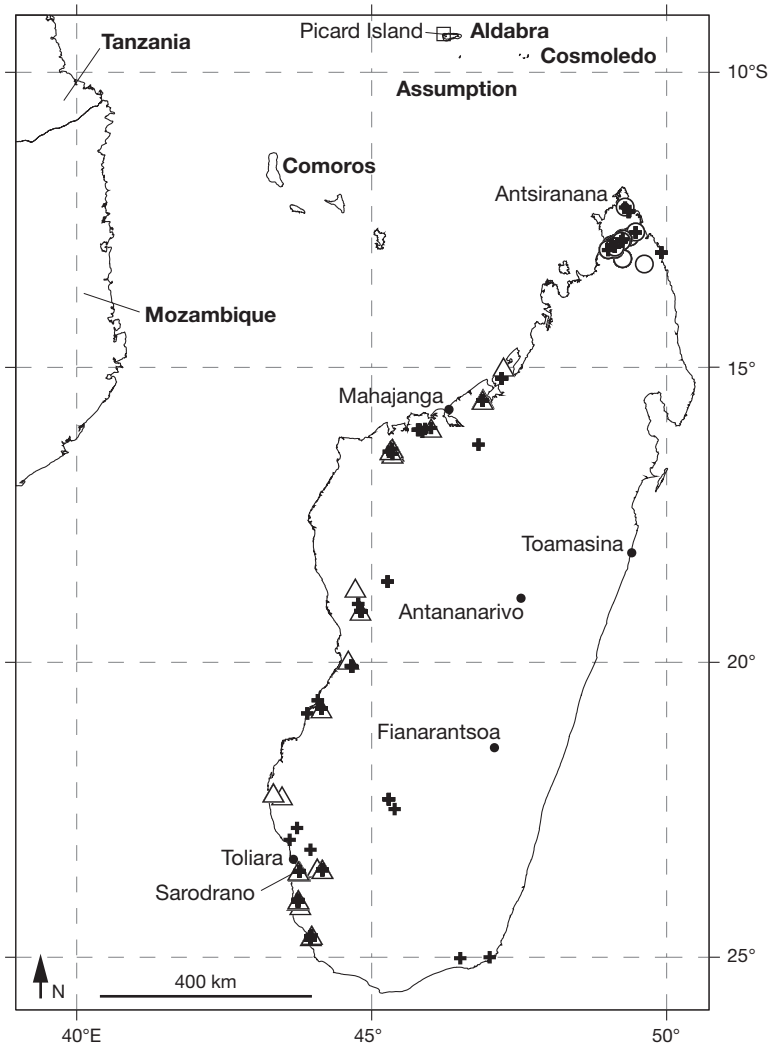 Picard Island
Aldabra
Tanzania
Cosmoledo
10°S
Assumption
Comoros
Antsiranana
Mozambique
15°
Mahajanga
Toamasina
Antananarivo
20°
Fianarantsoa
Toliara
Sarodrano
25°
N
400 km
40°E
45°
50°